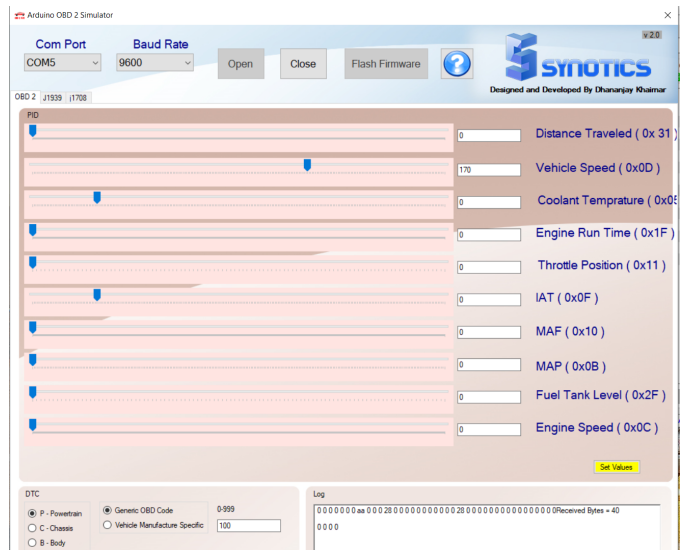 Arduino OBD 2 Simulator
v 2.0
Com Port
Baud Rate
COM5
9600
Open
Close
Flash Firmware
?
SYNOTICS
Designed and Developed By Dhananjay Khairnar
OBD 2
J1939
j1708
PID
0
Distance Traveled ( 0x 31 )
170
Vehicle Speed ( 0x0D )
0
Coolant Temprature ( 0x05
0
Engine Run Time ( 0x1F )
0
Throttle Position ( 0x11 )
0
IAT ( 0x0F )
0
MAF ( 0x10 )
0
MAP ( 0x0B )
0
Fuel Tank Level ( 0x2F )
0
Engine Speed ( 0x0C )
Set Values
DTC
P - Powertrain
C - Chassis
B - Body
Generic OBD Code
Vehicle Manufacture Specific
0-999
100
Log
0 0 0 0 0 0 0 aa 0 0 0 28 0 0 0 0 0 0 0 0 0 0 0 28 0 0 0 0 0 0 0 0 0 0 0 0 0 0 0 0Received Bytes = 40
0 0 0 0